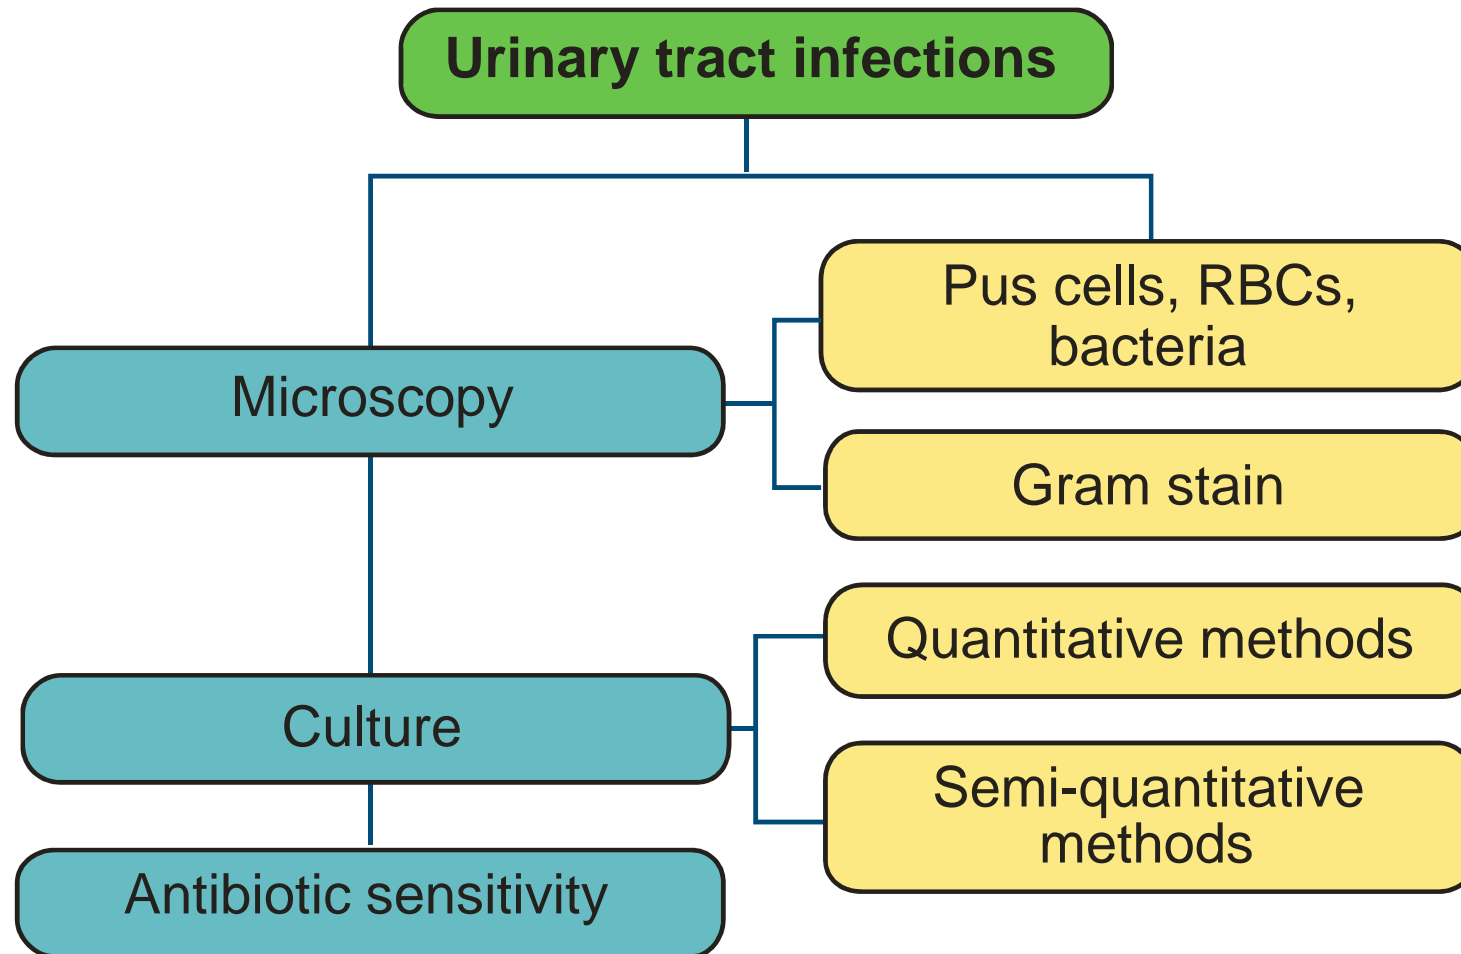 Urinary tract infections
Pus cells, RBCs,
bacteria
Microscopy
Gram stain
Quantitative methods
Culture
Semi-quantitative
methods
Antibiotic sensitivity